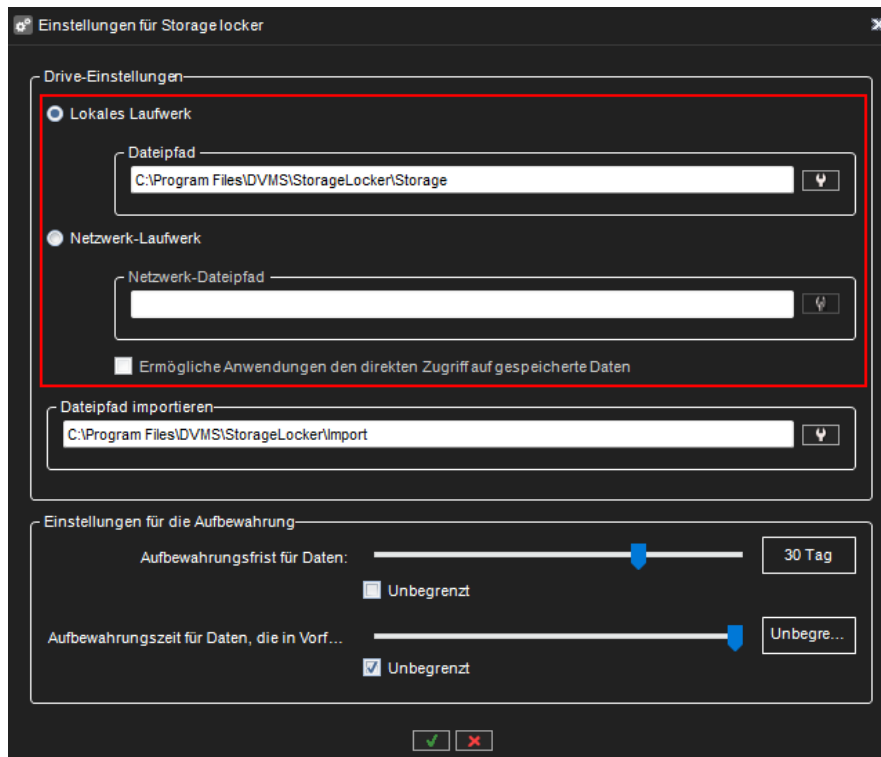 Einstellungen für Storage locker
Drive-Einstellungen
Lokales Laufwerk
Dateipfad
C:\Program Files\DVMS\StorageLocker\Storage
Netzwerk-Laufwerk
Netzwerk-Dateipfad
Ermögliche Anwendungen den direkten Zugriff auf gespeicherte Daten
Dateipfad importieren
C:\Program Files\DVMS\StorageLocker\Import
Einstellungen für die Aufbewahrung
Aufbewahrungsfrist für Daten: 30 Tag
Unbegrenzt
Aufbewahrungszeit für Daten, die in Vorf... Unbegre...
Unbegrenzt